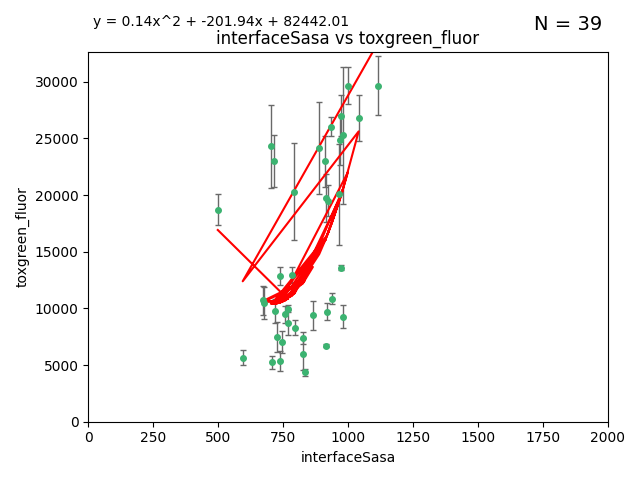 y = 0.14x^2 + -201.94x + 82442.01
N = 39
interfaceSasa vs toxgreen_fluor
30000
25000
20000
15000
10000
5000
0
toxgreen_fluor
0 250 500 750 1000 1250 1500 1750 2000
interfaceSasa